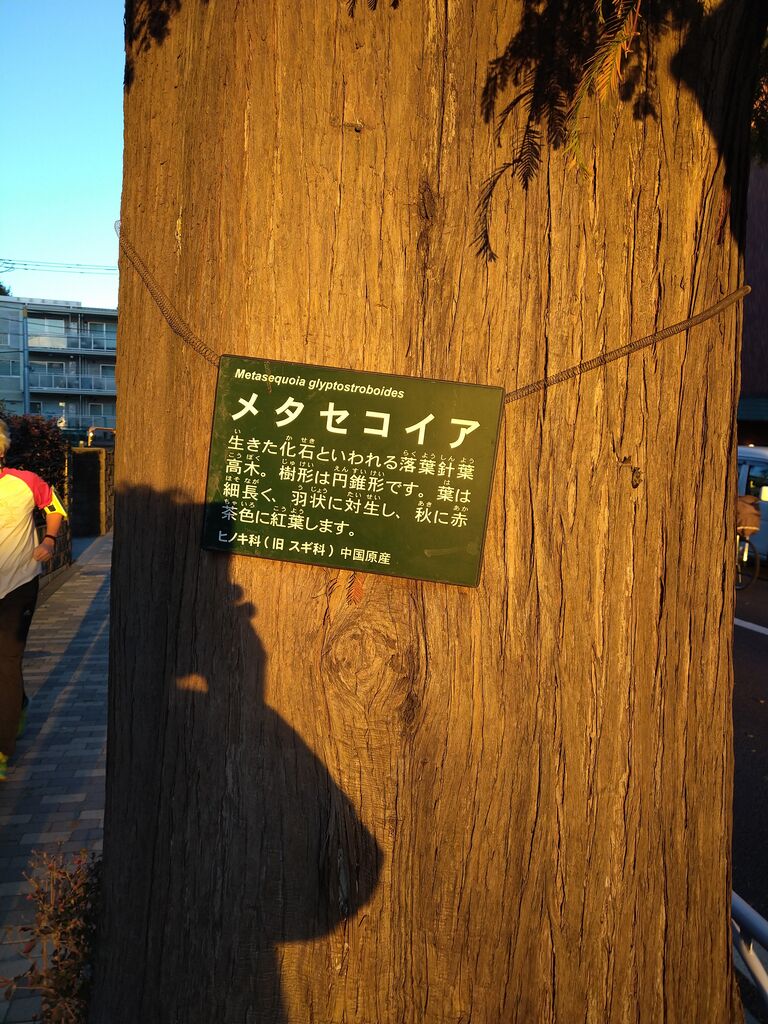 Metasequoia glyptostroboides
メタセコイア
生きた化石といわれる落葉針葉
高木。樹形は円錐形です。葉は
細長く、羽状に対生し、秋に赤
茶色に紅葉します。
ヒノキ科(旧 スギ科) 中国原産